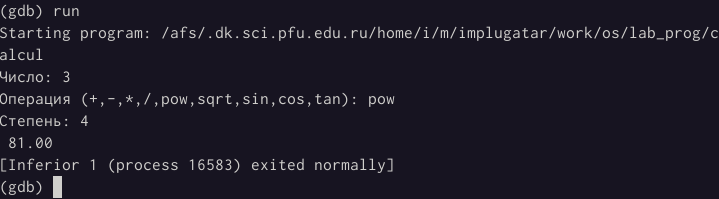 (gdb) run
Starting program: /afs/.dk.sci.pfu.edu.ru/home/i/m/implugatar/work/os/lab_prog/c
alcul
Число: 3
Операция (+,-,*,/,pow,sqrt,sin,cos,tan): pow
Степень: 4
 81.00
[Inferior 1 (process 16583) exited normally]
(gdb)